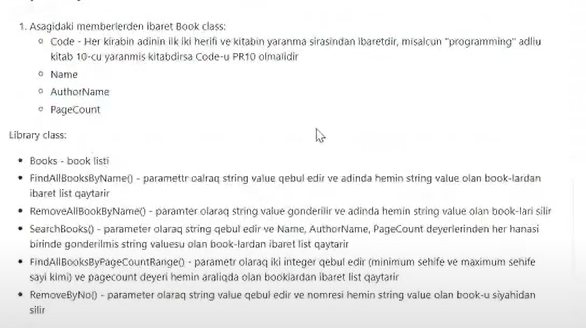 1. Asagidaki memberlerden ibaret Book class:
Code - Her kirabin adinin ilk iki herifi ve kitabin yaranma sirasindan ibaretdir, misalcun "programming" adliu
kitab 10-cu yaranmis kitabdirsa Code-u PR10 olmalidir
Name
AuthorName
PageCount
Library class:
Books - book listi
FindAllBooksByName() - paramettr oalraq string value qebul edir ve adinda hemin string value olan book-lardan
ibaret list qaytarir
RemoveAllBookByName() - paramter olaraq string value gonderilir ve adinda hemin string value olan book-lari silir
SearchBooks() - parameter olaraq string qebul edir ve Name, AuthorName, PageCount deyerlerinden her hanasi
birinde gonderilmis string valuesu olan book-lardan ibaret list qaytarir
FindAllBooksByPageCountRange() - parametr olaraq iki integer qebul edir (minimum sehife ve maximum sehife
sayi kimi) ve pagecount deyeri hemin araliqda olan booklardan ibaret list qaytarir
RemoveByNo() - parameter olaraq string value qebul edir ve nomresi hemin string value olan book-u siyahidan
silir